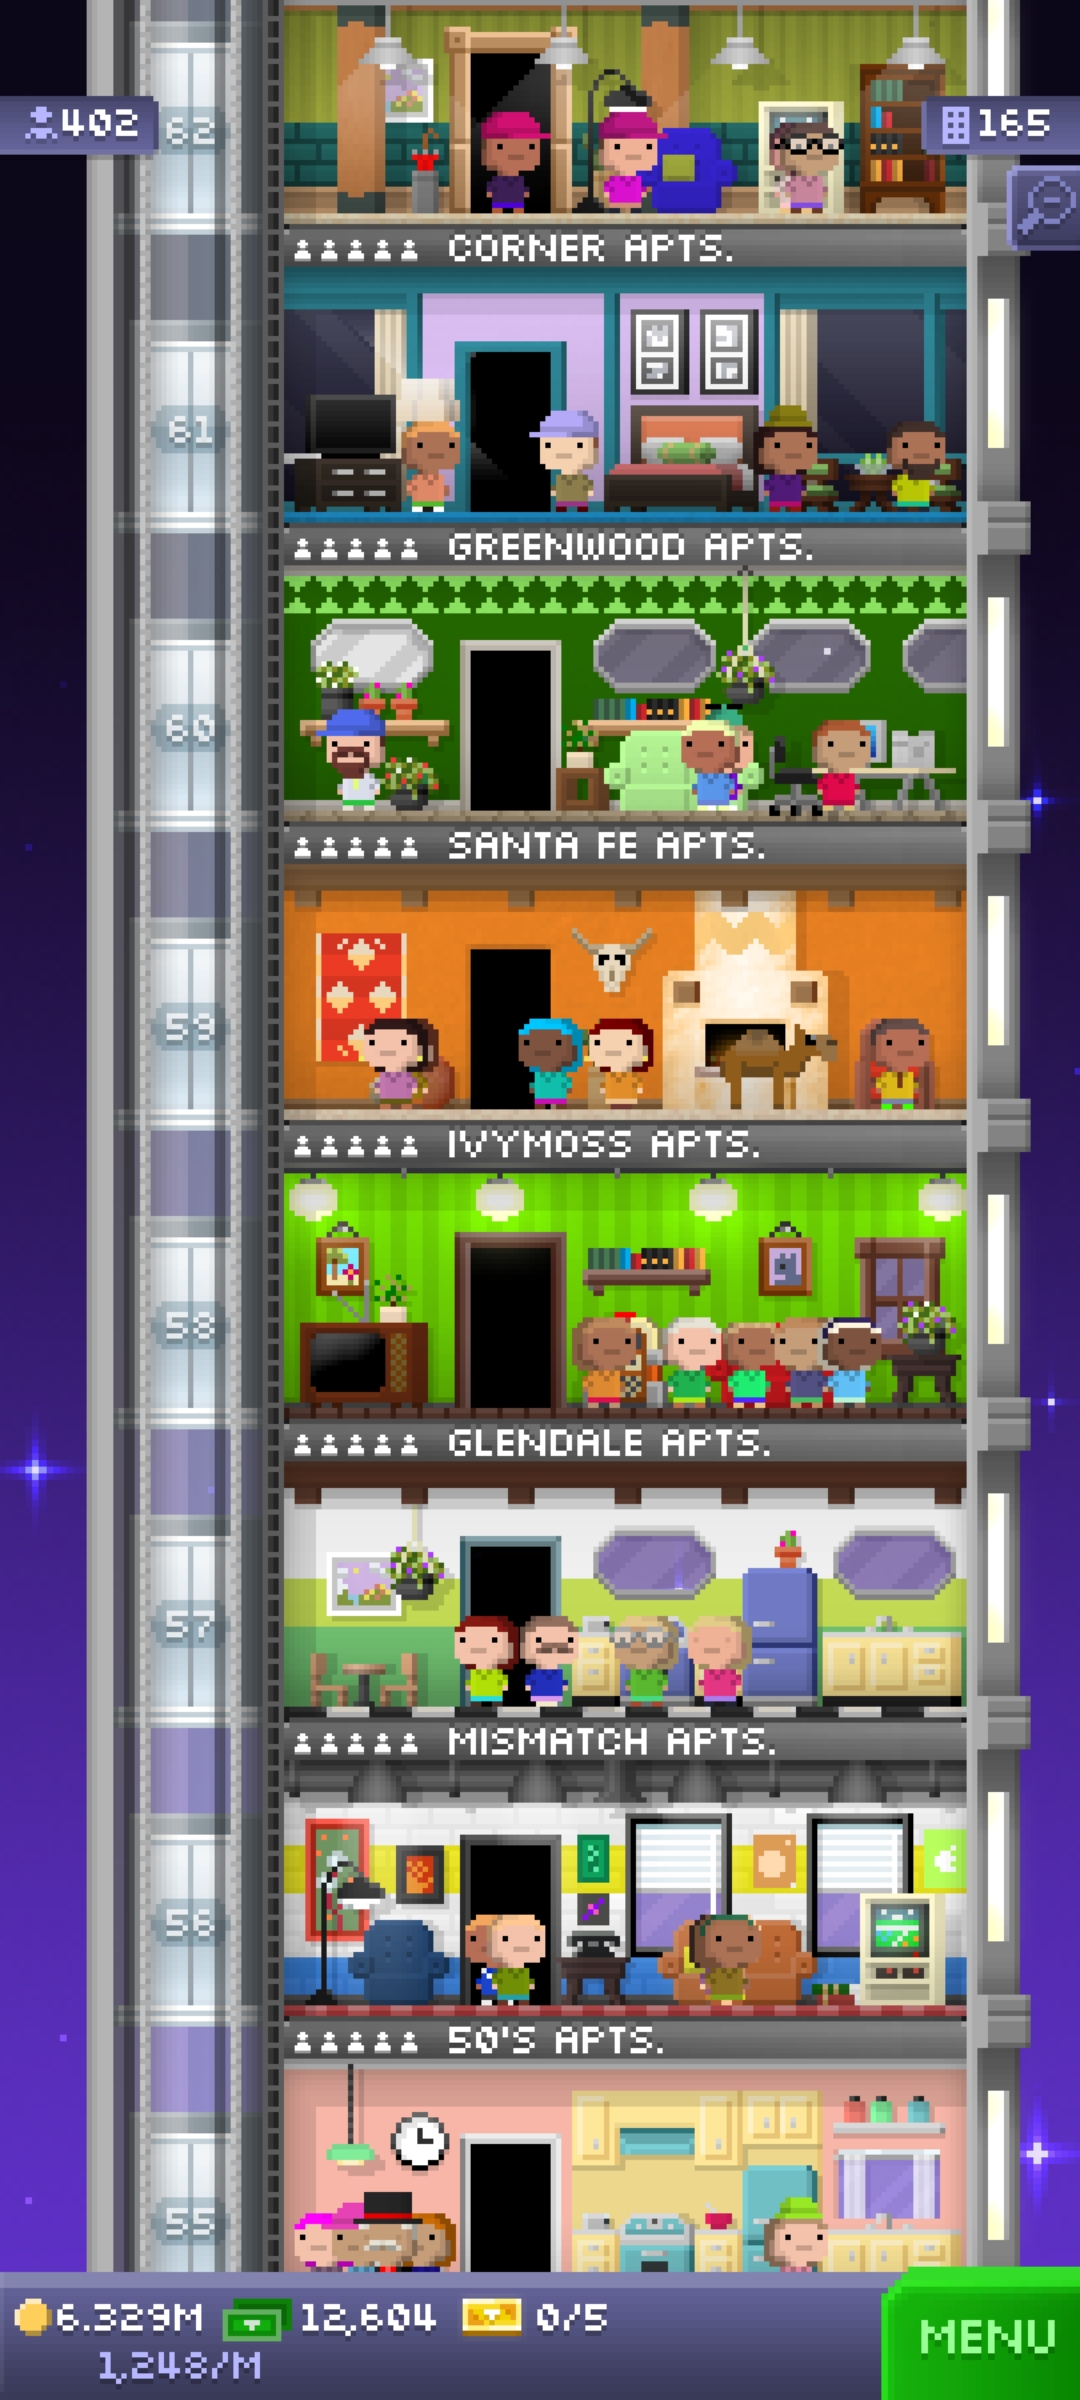 402
62
165
CORNER APTS.
61
GREENWOOD APTS.
60
SANTA FE APTS.
59
IVYMOSS APTS.
58
GLENDALE APTS.
57
MISMATCH APTS.
56
50'S APTS.
55
6.329M 12,604 0/5
1,248/M
MENU